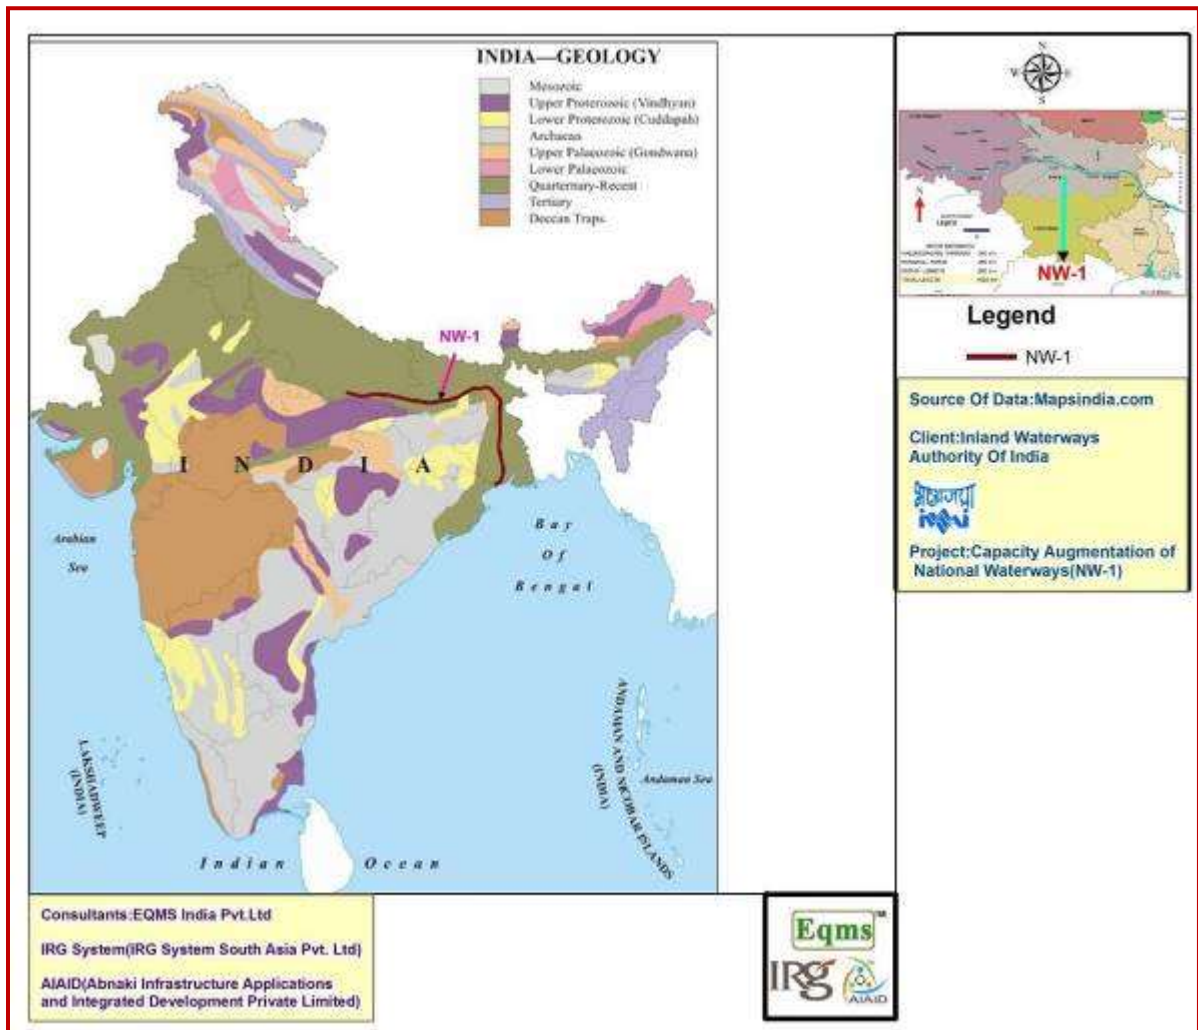 INDIA—GEOLOGY
Mesozoic
Upper Proterozoic (Vindhyan)
Lower Proterozoic (Cuddapah)
Archaean
Upper Palaeozoic (Gondwana)
Lower Palaeozoic
Quarternary-Recent
Tertiary
Deccan Traps
NW-1
I N D I A
Arabian
Sea
Bay
Of
Bengal
LAKSHADWEEP
(INDIA)
ANDAMAN AND NICOBAR ISLANDS
(INDIA)
Andaman Sea
Indian Ocean
N
W E
S
N
NW-1
Legend
NW-1
Source Of Data:Mapsindia.com
Client:Inland Waterways
Authority Of India
Project:Capacity Augmentation of
National Waterways(NW-1)
Consultants:EQMS India Pvt.Ltd
IRG System(IRG System South Asia Pvt. Ltd)
AIAID(Abnaki Infrastructure Applications
and Integrated Development Private Limited)
Eqms™
IRg
AIAID